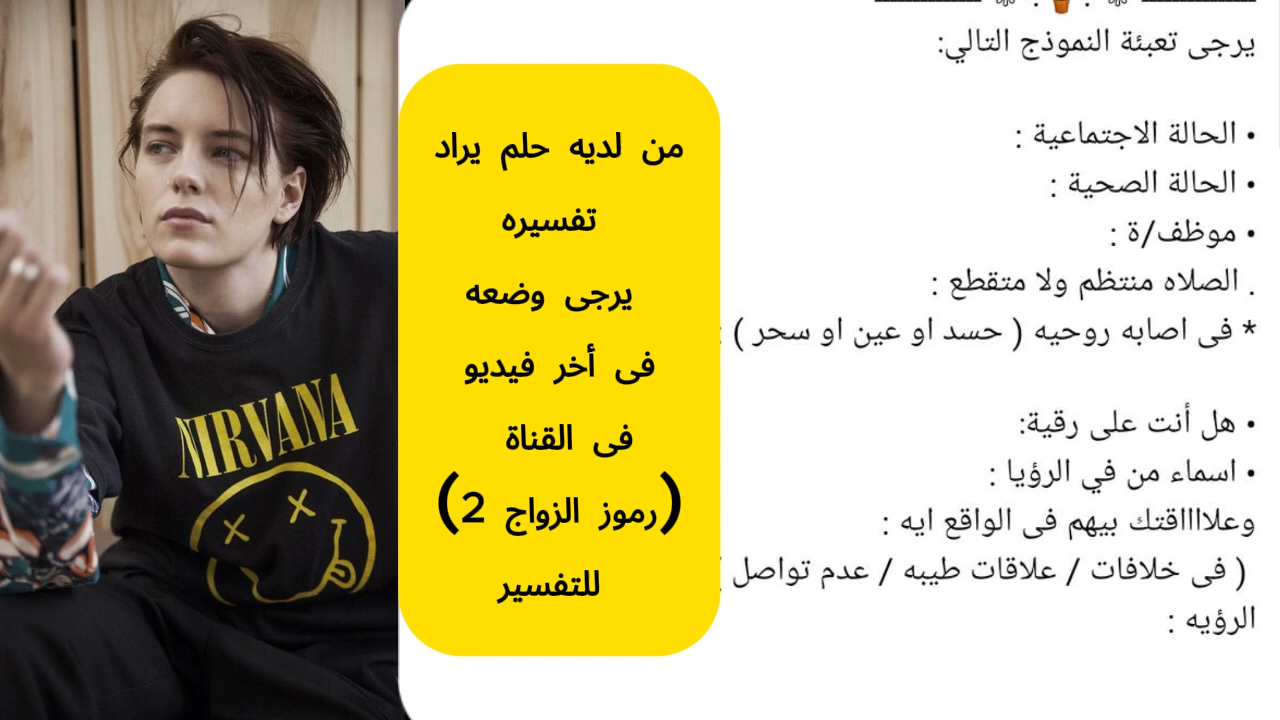 يرجى تعبئة النموذج التالي:
• الحالة الاجتماعية :
• الحالة الصحية :
• موظف/ة :
. الصلاه منتظم ولا متقطع :
* فى اصابه روحيه ( حسد او عين او سحر ) :
• هل أنت على رقية:
• اسماء من في الرؤيا :
وعلااااقتك بيهم فى الواقع ايه :
( فى خلافات / علاقات طيبه / عدم تواصل )
الرؤيه :
من لديه حلم يراد
تفسيره
يرجى وضعه
فى أخر فيديو
فى القناة
(رموز الزواج 2)
للتفسير
NIRVANA